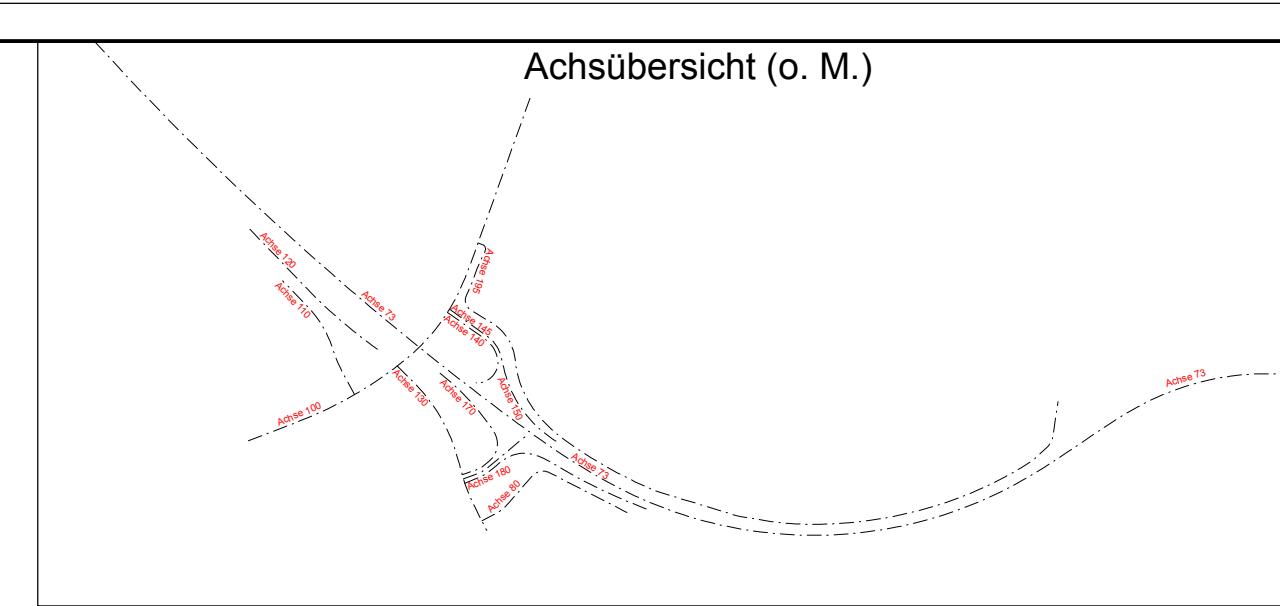 Achsübersicht (o. M.)
Achse 120
Achse 195
Achse 110
Achse 73
Achse 145
Achse 140
Achse 73
Achse 130
Achse 170
Achse 150
Achse 100
Achse 73
Achse 180
Achse 80